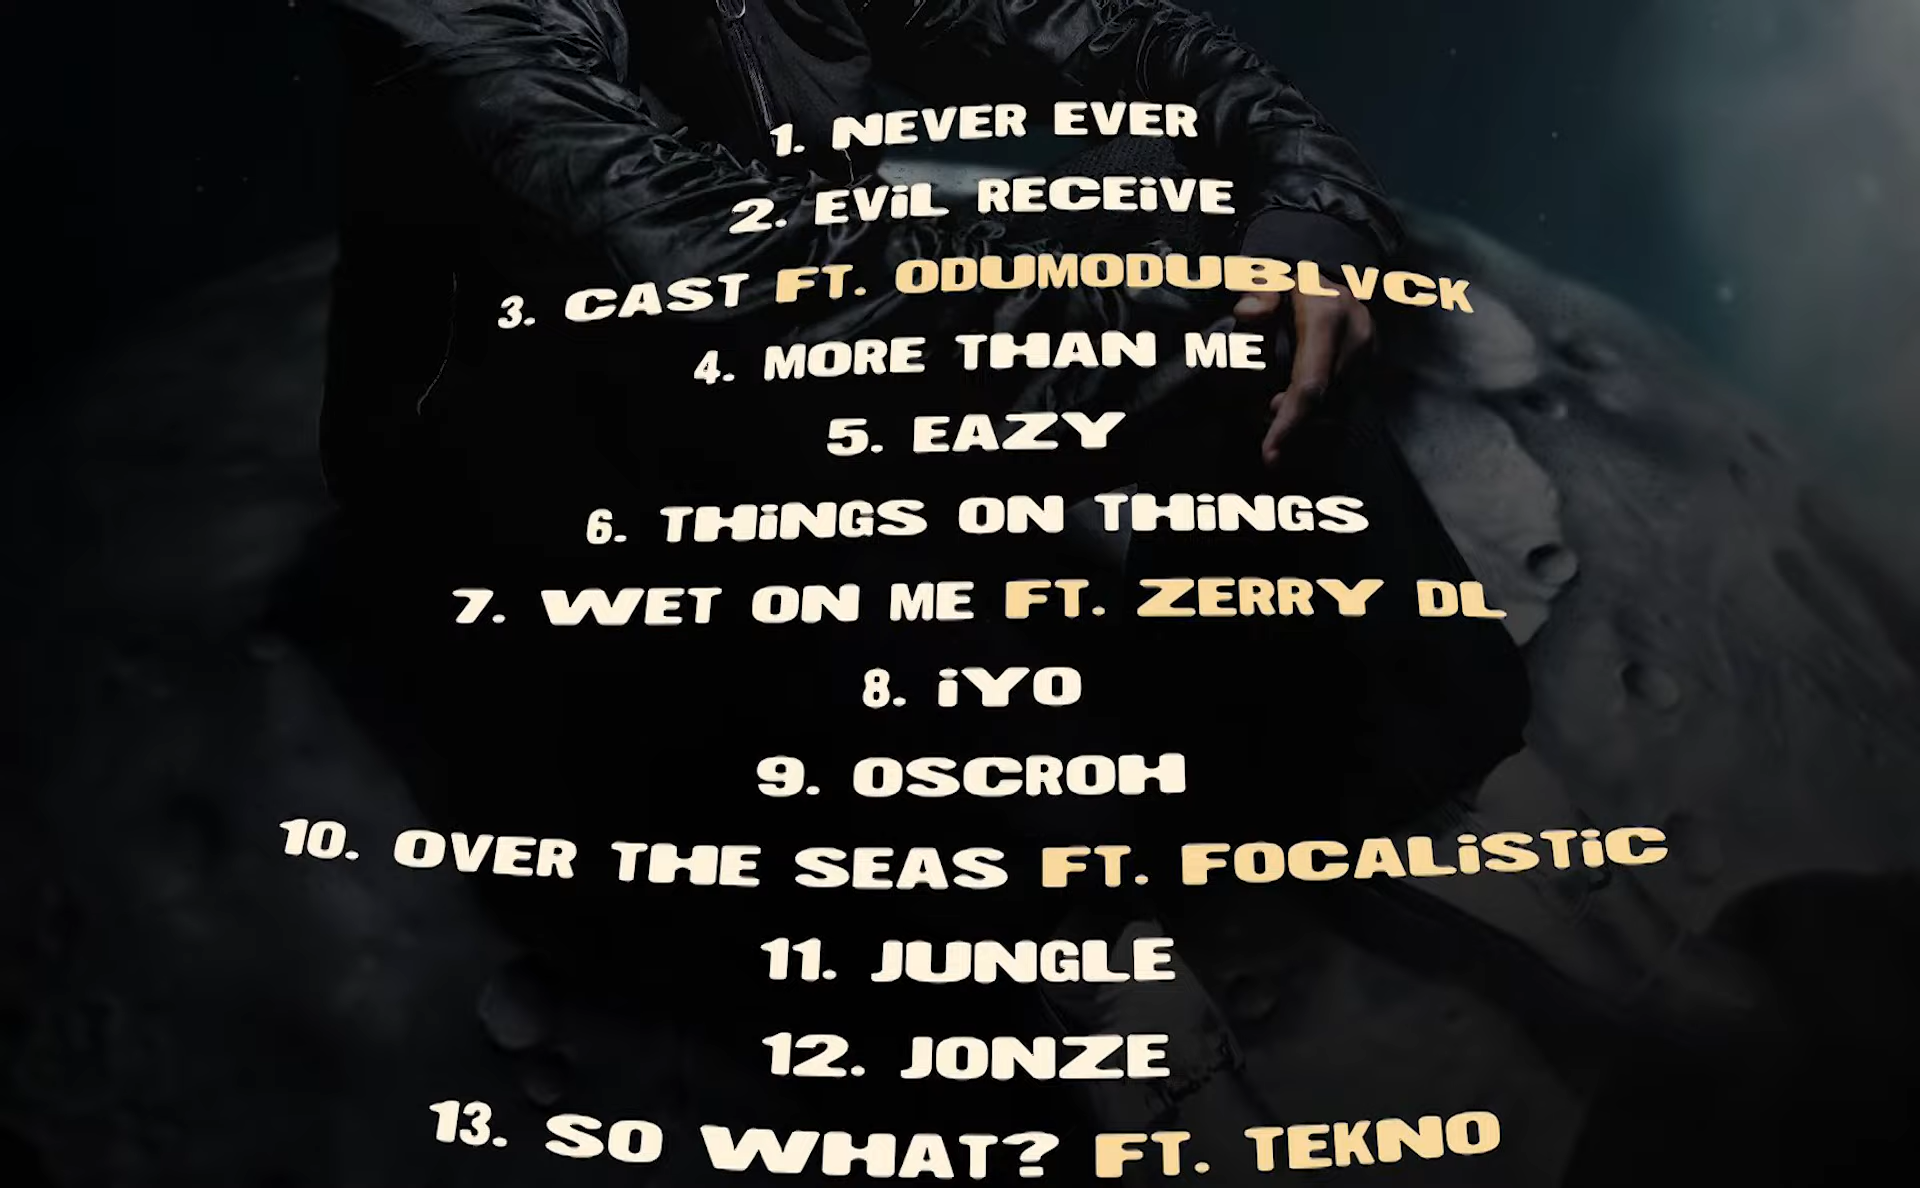 1. NEVER EVER
2. EViL RECEiVE
3. CAST FT. ODUMODUBLVCK
4. MORE THAN ME
5. EAZY
6. THiNGS ON THiNGS
7. WET ON ME FT. ZERRY DL
8. iYO
9. OSCROH
10. OVER THE SEAS FT. FOCALiSTiC
11. JUNGLE
12. JONZE
13. SO WHAT? FT. TEKNO